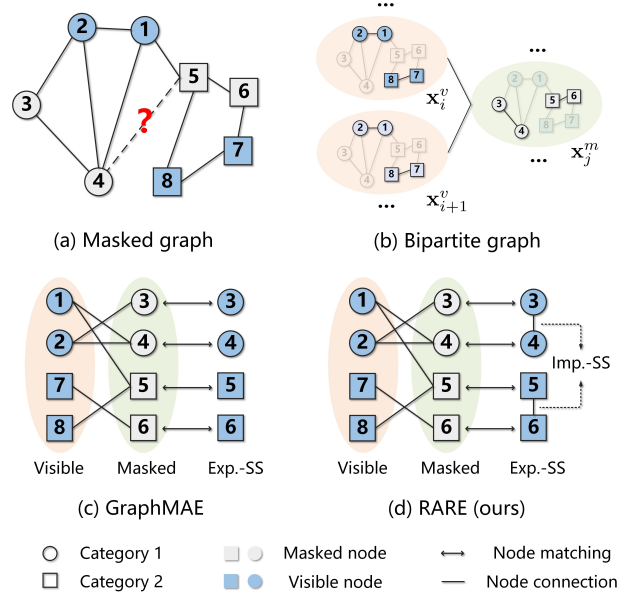 2 1
5
6
3
?
7
4
8
(a) Masked graph
...
2 1
3 5 6
4 8 7
x_i^v
2 1
3 5 6
4 8 7
x_{i+1}^v
...
...
2 1
3 5 6
4 8 7
...
x_j^m
(b) Bipartite graph
1 3 3
2 4 4
7 5 5
8 6 6
Visible Masked Exp.-SS
(c) GraphMAE
1 3 3
2 4 4
Imp.-SS
7 5 5
8 6 6
Visible Masked Exp.-SS
(d) RARE (ours)
Category 1 Masked node Node matching
Category 2 Visible node Node connection